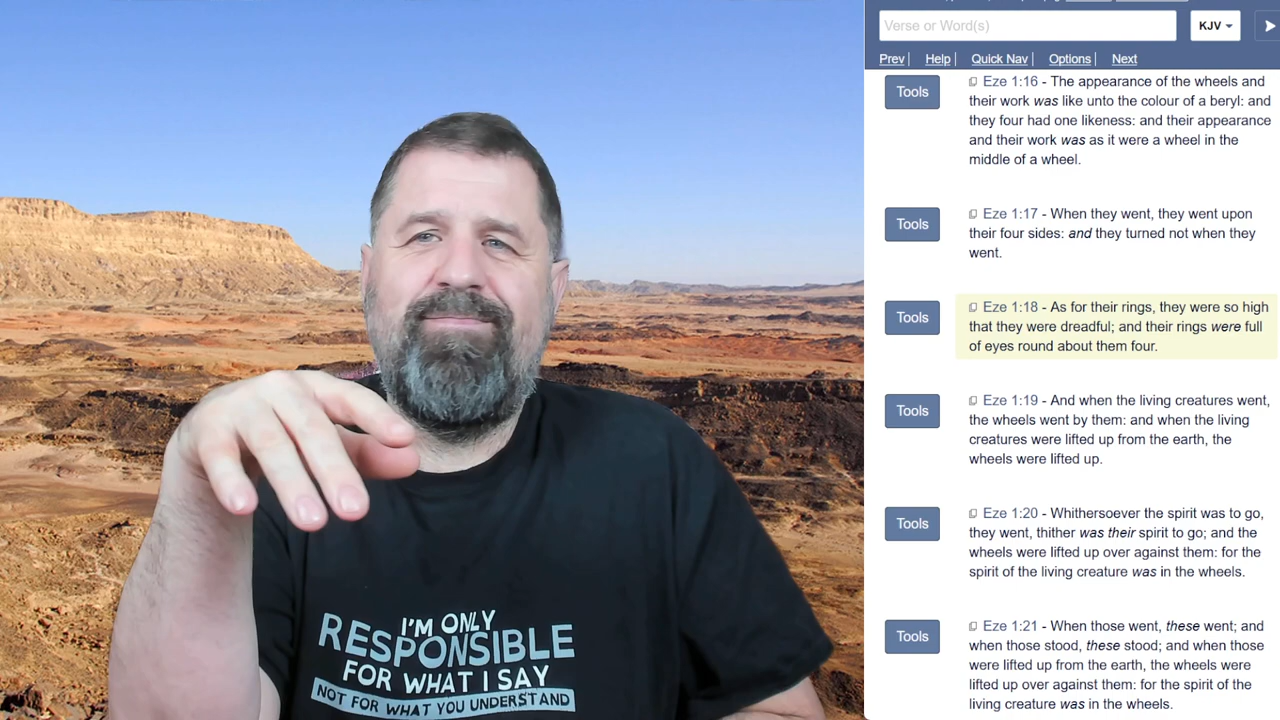 I'M ONLY
RESPONSIBLE
FOR WHAT I SAY
NOT FOR WHAT YOU UNDERSTAND
Verse or Word(s)
KJV
Prev
Help
Quick Nav
Options
Next
Tools
Eze 1:16 - The appearance of the wheels and
their work was like unto the colour of a beryl: and
they four had one likeness: and their appearance
and their work was as it were a wheel in the
middle of a wheel.
Tools
Eze 1:17 - When they went, they went upon
their four sides: and they turned not when they
went.
Tools
Eze 1:18 - As for their rings, they were so high
that they were dreadful; and their rings were full
of eyes round about them four.
Tools
Eze 1:19 - And when the living creatures went,
the wheels went by them: and when the living
creatures were lifted up from the earth, the
wheels were lifted up.
Tools
Eze 1:20 - Whithersoever the spirit was to go,
they went, thither was their spirit to go; and the
wheels were lifted up over against them: for the
spirit of the living creature was in the wheels.
Tools
Eze 1:21 - When those went, these went; and
when those stood, these stood; and when those
were lifted up from the earth, the wheels were
lifted up over against them: for the spirit of the
living creature was in the wheels.